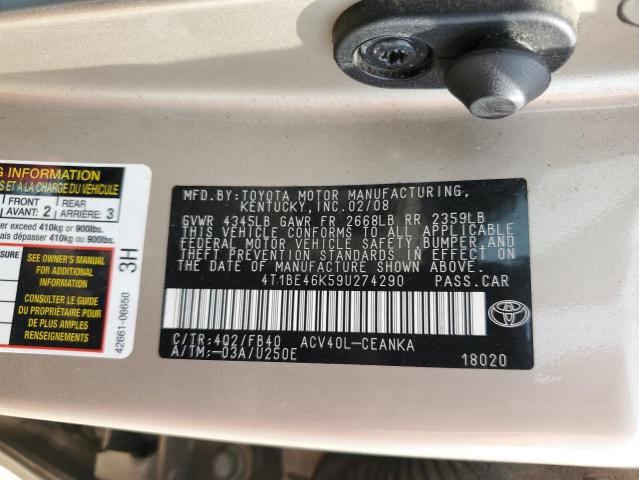 G INFORMATION
S ET À LA CHARGE DU VÉHICULE
FRONT
AVANT: 2
REAR
ARRIÈRE: 3
er exceed 410kg or 900lbs.
ais dépasser 410kg ou 900lbs.
SSURE
SEE OWNER'S MANUAL
FOR ADDITIONAL
INFORMATION
CONSULTER LE GUIDE
DU PROPRIÉTAIRE
POUR PLUS AMPLES
RENSEIGNEMENTS
42661-06650
3H
MFD.BY:TOYOTA MOTOR MANUFACTURING,
KENTUCKY, INC.02/08
GVWR 4345LB GAWR FR 2668LB RR 2359LB
THIS VEHICLE CONFORMS TO ALL APPLICABLE
FEDERAL MOTOR VEHICLE SAFETY, BUMPER,AND
THEFT PREVENTION STANDARDS IN EFFECT ON
THE DATE OF MANUFACTURE SHOWN ABOVE.
4T1BE46K59U274290 PASS.CAR
C/TR:4Q2/FB40 ACV40L-CEANKA
A/TM:-03A/U250E
18020
TOYOTA